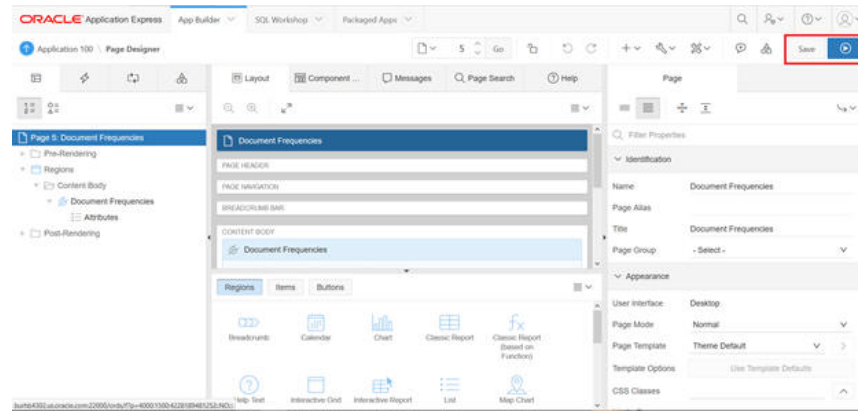 ORACLE Application Express App Builder SQL Workshop Packaged Apps
Application 100 \ Page Designer 5 Go Save
Layout Component ... Messages Page Search Help Page
Page 5: Document Frequencies
Pre-Rendering
Regions
Content Body
Document Frequencies
Attributes
Post-Rendering
Document Frequencies
PAGE HEADER
PAGE NAVIGATION
BREADCRUMB BAR
CONTENT BODY
Document Frequencies
Regions Items Buttons
Breadcrumb Calendar Chart Classic Report Classic Report
(based on
Function)
Help Text Interactive Grid Interactive Report List Map Chart
Filter Properties
Identification
Name Document Frequencies
Page Alias
Title Document Frequencies
Page Group - Select -
Appearance
User Interface Desktop
Page Mode Normal
Page Template Theme Default
Template Options Use Template Defaults
CSS Classes